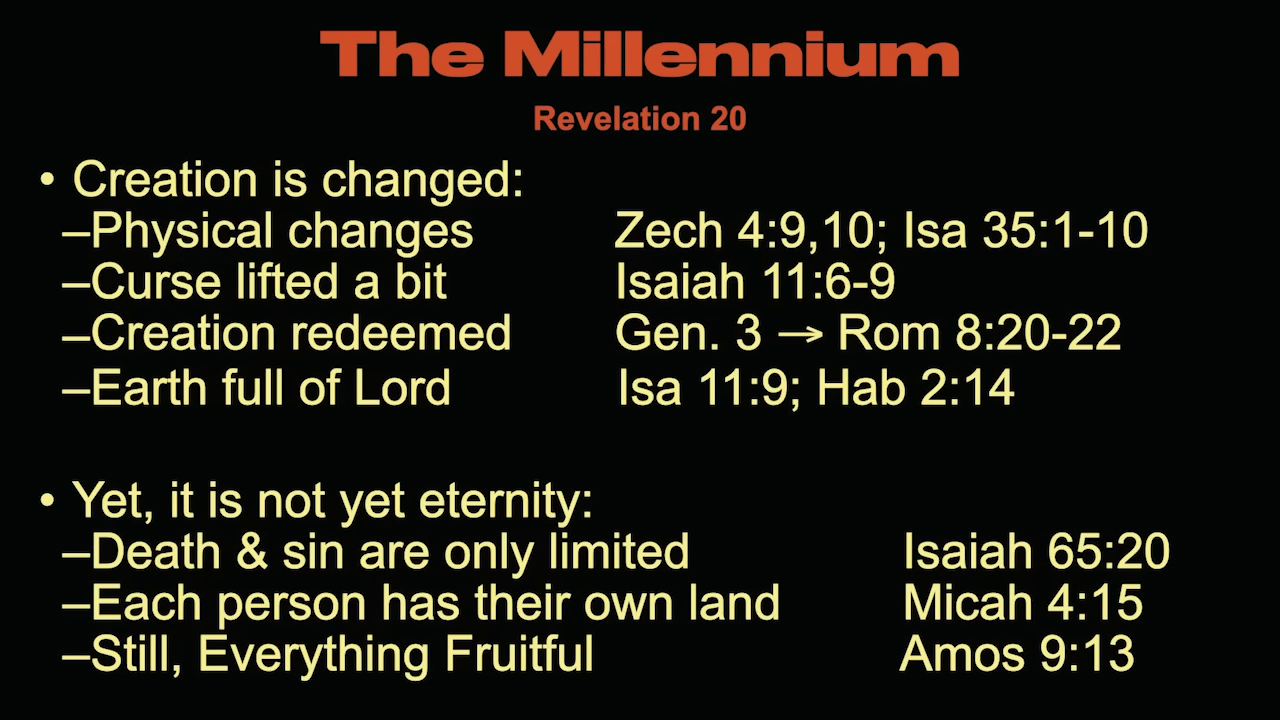 The Millennium
Revelation 20
• Creation is changed:
–Physical changes Zech 4:9,10; Isa 35:1-10
–Curse lifted a bit Isaiah 11:6-9
–Creation redeemed Gen. 3 → Rom 8:20-22
–Earth full of Lord Isa 11:9; Hab 2:14
• Yet, it is not yet eternity:
–Death & sin are only limited Isaiah 65:20
–Each person has their own land Micah 4:15
–Still, Everything Fruitful Amos 9:13